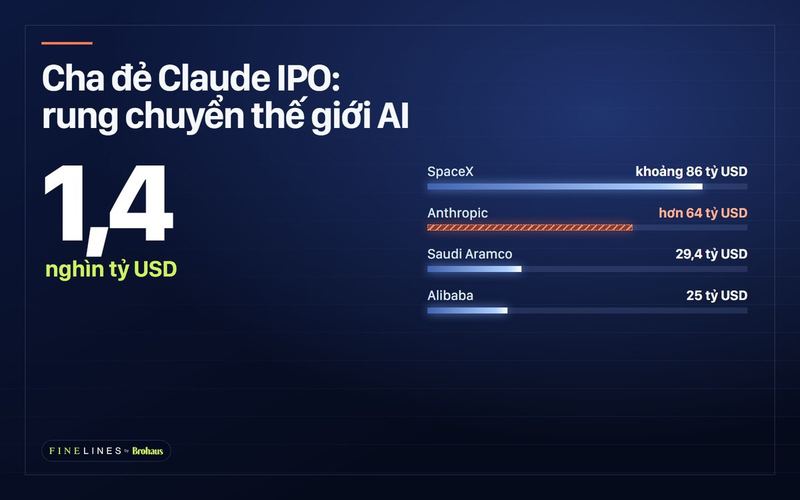 Cha đẻ Claude IPO:
rung chuyển thế giới AI
1,4
nghìn tỷ USD
SpaceX khoảng 86 tỷ USD
Anthropic hơn 64 tỷ USD
Saudi Aramco 29,4 tỷ USD
Alibaba 25 tỷ USD
FINELINES by Brohaus